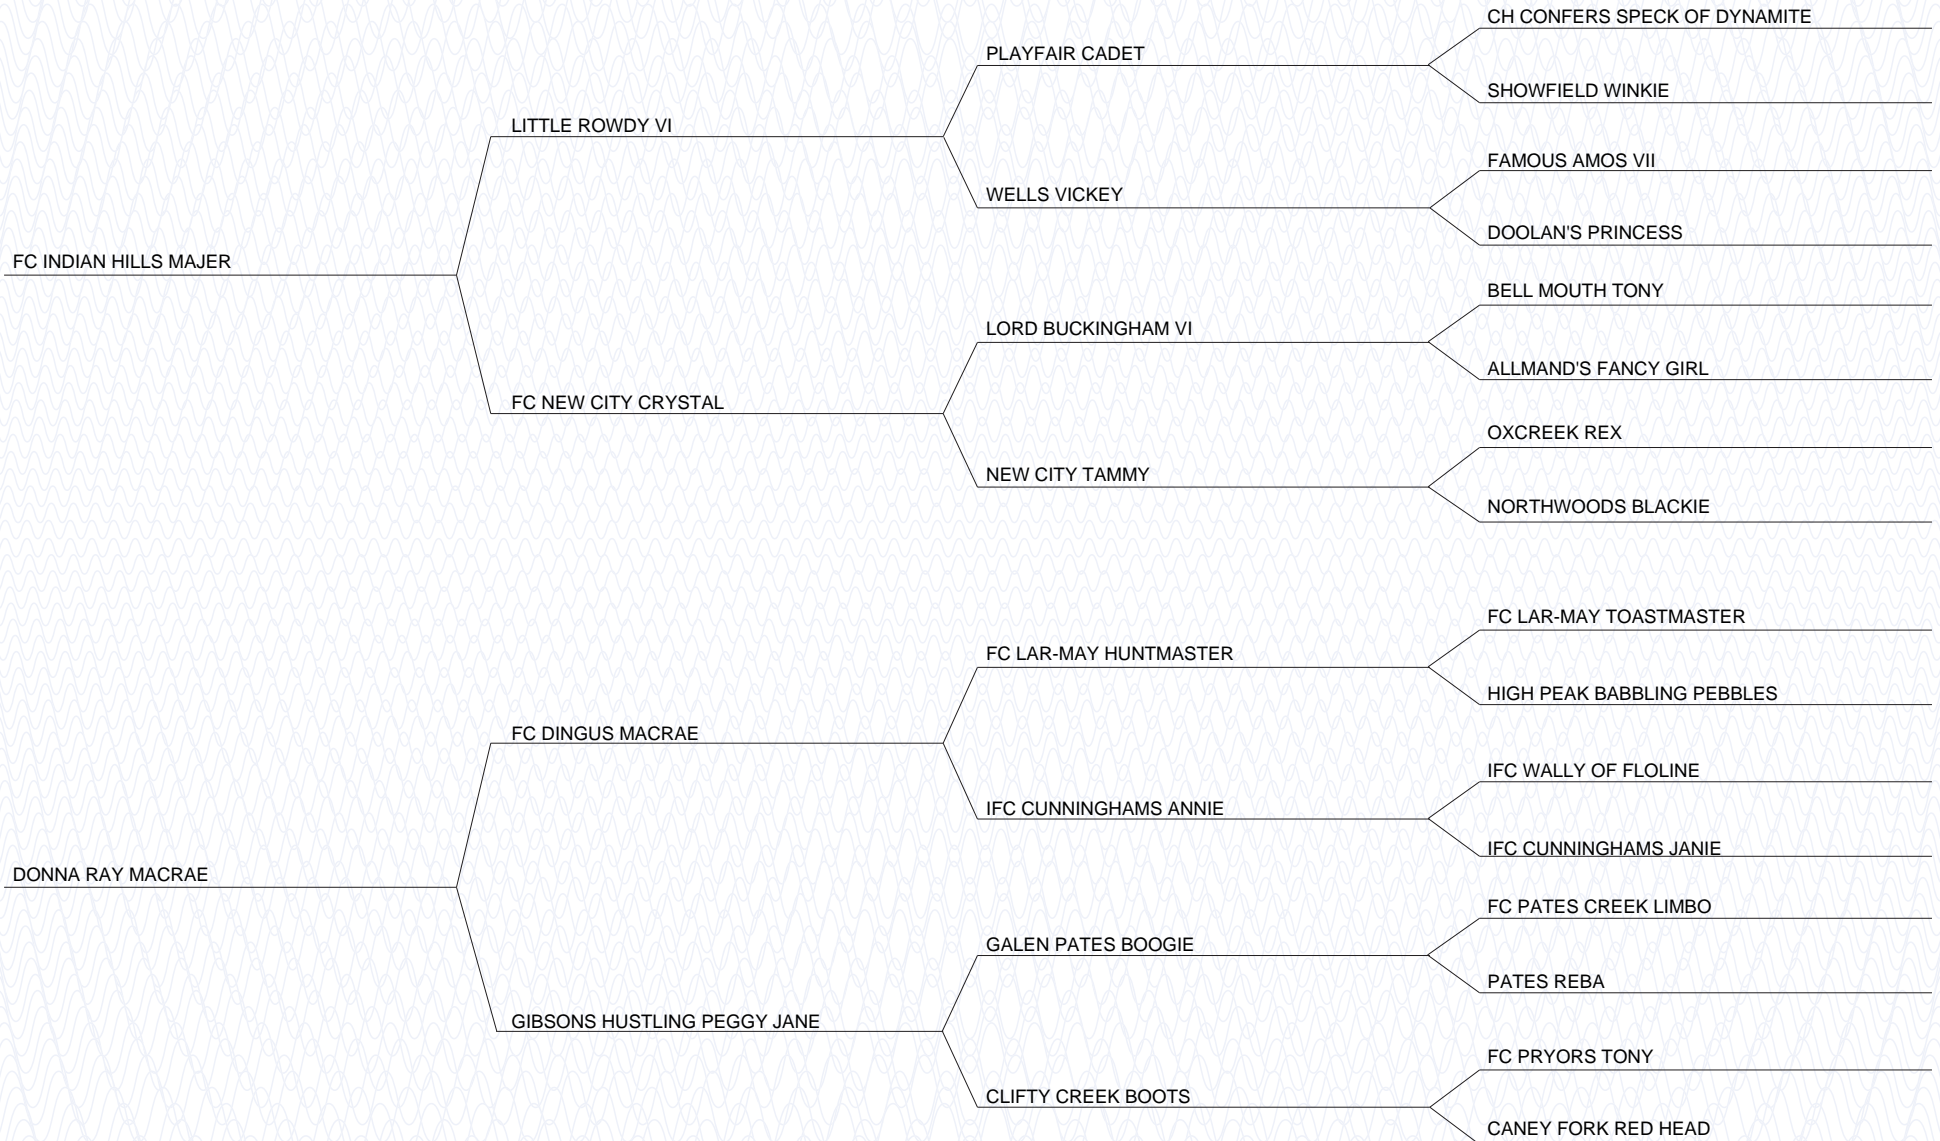 CH CONFERS SPECK OF DYNAMITE
PLAYFAIR CADET
SHOWFIELD WINKIE
LITTLE ROWDY VI
FAMOUS AMOS VII
WELLS VICKEY
DOOLAN'S PRINCESS
FC INDIAN HILLS MAJER
BELL MOUTH TONY
LORD BUCKINGHAM VI
ALLMAND'S FANCY GIRL
FC NEW CITY CRYSTAL
OXCREEK REX
NEW CITY TAMMY
NORTHWOODS BLACKIE
FC LAR-MAY TOASTMASTER
FC LAR-MAY HUNTMASTER
HIGH PEAK BABBLING PEBBLES
FC DINGUS MACRAE
IFC WALLY OF FLOLINE
IFC CUNNINGHAMS ANNIE
IFC CUNNINGHAMS JANIE
DONNA RAY MACRAE
FC PATES CREEK LIMBO
GALEN PATES BOOGIE
PATES REBA
GIBSONS HUSTLING PEGGY JANE
FC PRYORS TONY
CLIFTY CREEK BOOTS
CANEY FORK RED HEAD